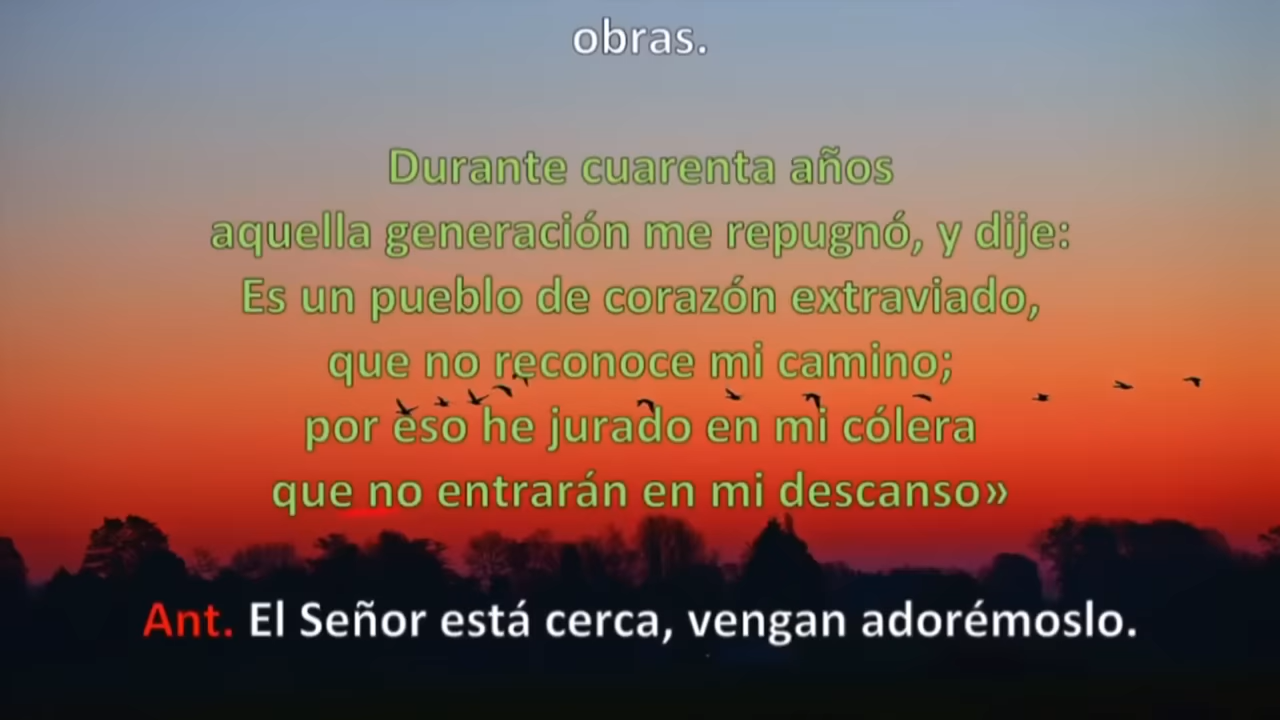 obras.
Durante cuarenta años
aquella generación me repugnó, y dije:
Es un pueblo de corazón extraviado,
que no reconoce mi camino;
por eso he jurado en mi cólera
que no entrarán en mi descanso»
Ant. El Señor está cerca, vengan adorémoslo.